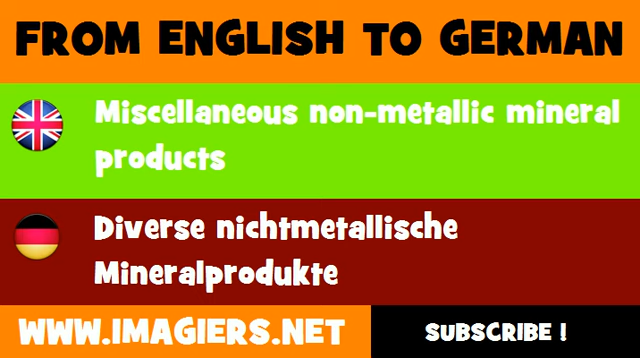 FROM ENGLISH TO GERMAN
Miscellaneous non-metallic mineral
products
Diverse nichtmetallische
Mineralprodukte
WWW.IMAGIERS.NET
SUBSCRIBE !